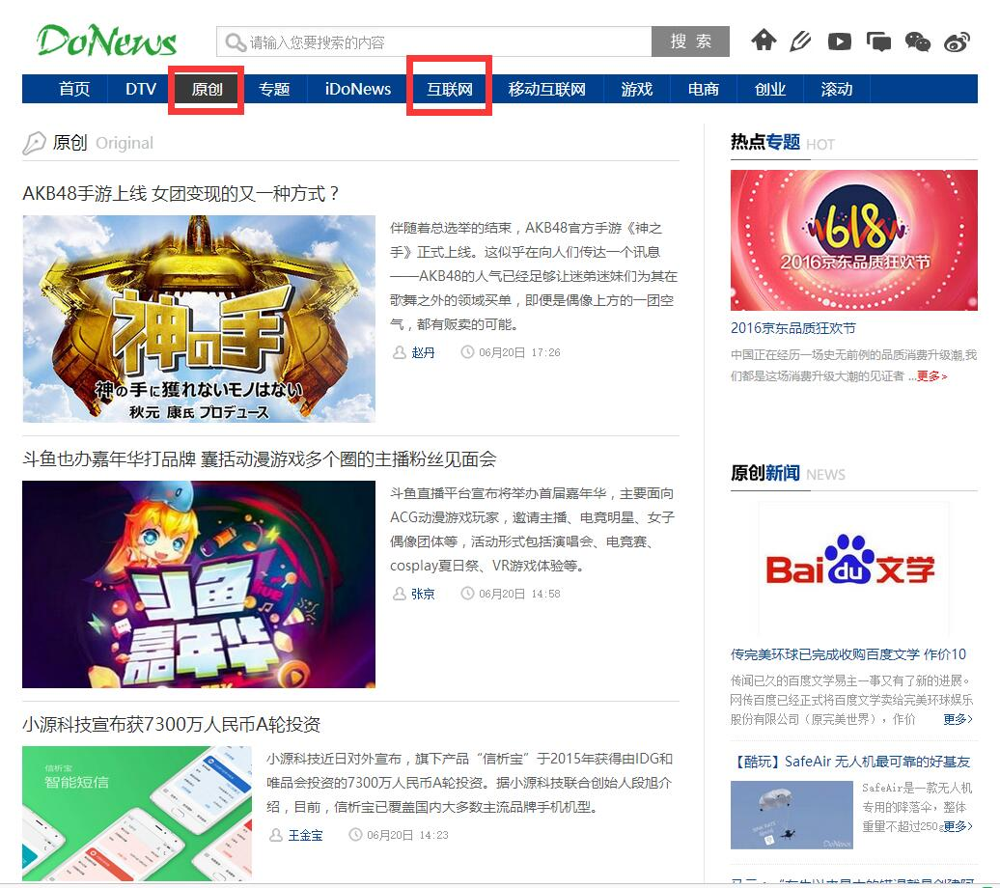 DoNews
请输入您要搜索的内容
搜 索
首页 DTV 原创 专题 iDoNews 互联网 移动互联网 游戏 电商 创业 滚动
原创 Original
AKB48手游上线 女团变现的又一种方式？
神の手
神の手に獲れないモノはない
秋元 康氏 プロデュース
伴随着总选举的结束，AKB48官方手游《神之
手》正式上线。这似乎在向人们传达一个讯息
——AKB48的人气已经足够让迷弟迷妹们为其在
歌舞之外的领域买单，即便是偶像上方的一团空
气，都有贩卖的可能。
赵丹 06月20日 17:26
斗鱼也办嘉年华打品牌 囊括动漫游戏多个圈的主播粉丝见面会
斗鱼
live
嘉年华
斗鱼直播平台宣布将举办首届嘉年华，主要面向
ACG动漫游戏玩家，邀请主播、电竞明星、女子
偶像团体等，活动形式包括演唱会、电竞赛、
cosplay夏日祭、VR游戏体验等。
张京 06月20日 14:58
小源科技宣布获7300万人民币A轮投资
信析宝
智能短信
小源科技近日对外宣布，旗下产品“信析宝”于2015年获得由IDG和
唯品会投资的7300万人民币A轮投资。据小源科技联合创始人段旭介
绍，目前，信析宝已覆盖国内大多数主流品牌手机机型。
王金宝 06月20日 14:23
热点专题 HOT
618
2016京东品质狂欢节
2016京东品质狂欢节
中国正在经历一场史无前例的品质消费升级潮,我
们都是这场消费升级大潮的见证者 ...更多>
原创新闻 NEWS
Bai du 文学
传完美环球已完成收购百度文学 作价10
传闻已久的百度文学易主一事又有了新的进展。
网传百度已经正式将百度文学卖给完美环球娱乐
股份有限公司（原完美世界），作价 更多>
【酷玩】SafeAir 无人机最可靠的好基友
DoNews
SafeAir是一款无人机
专用的降落伞，整体
重量不超过250g更多>